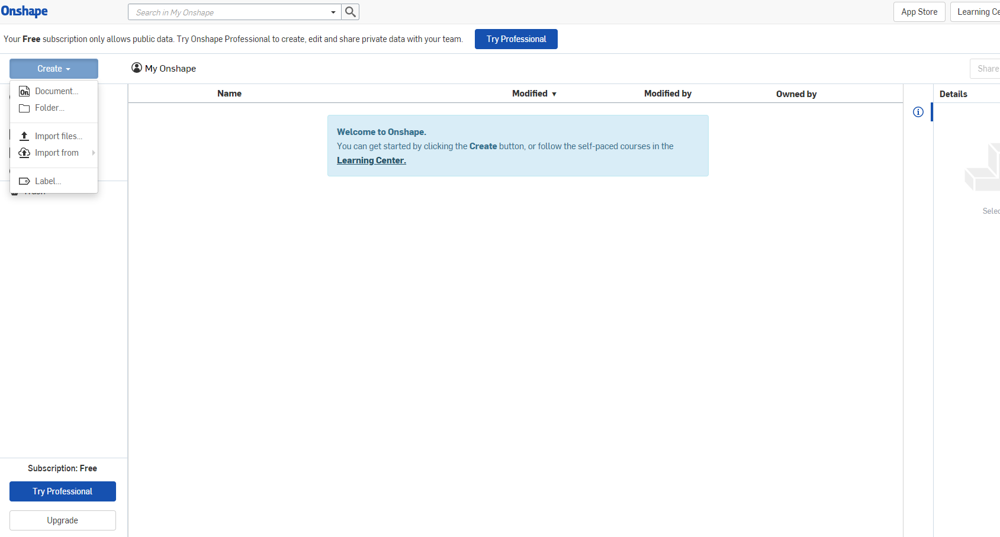 Onshape
Search in My Onshape
App Store
Learning Ce
Your Free subscription only allows public data. Try Onshape Professional to create, edit and share private data with your team.
Try Professional
Create
My Onshape
Share
Document...
Folder...
Import files...
Import from
Label...
Trash
Name
Modified ▼
Modified by
Owned by
Details
Welcome to Onshape.
You can get started by clicking the Create button, or follow the self-paced courses in the
Learning Center.
Selec
Subscription: Free
Try Professional
Upgrade